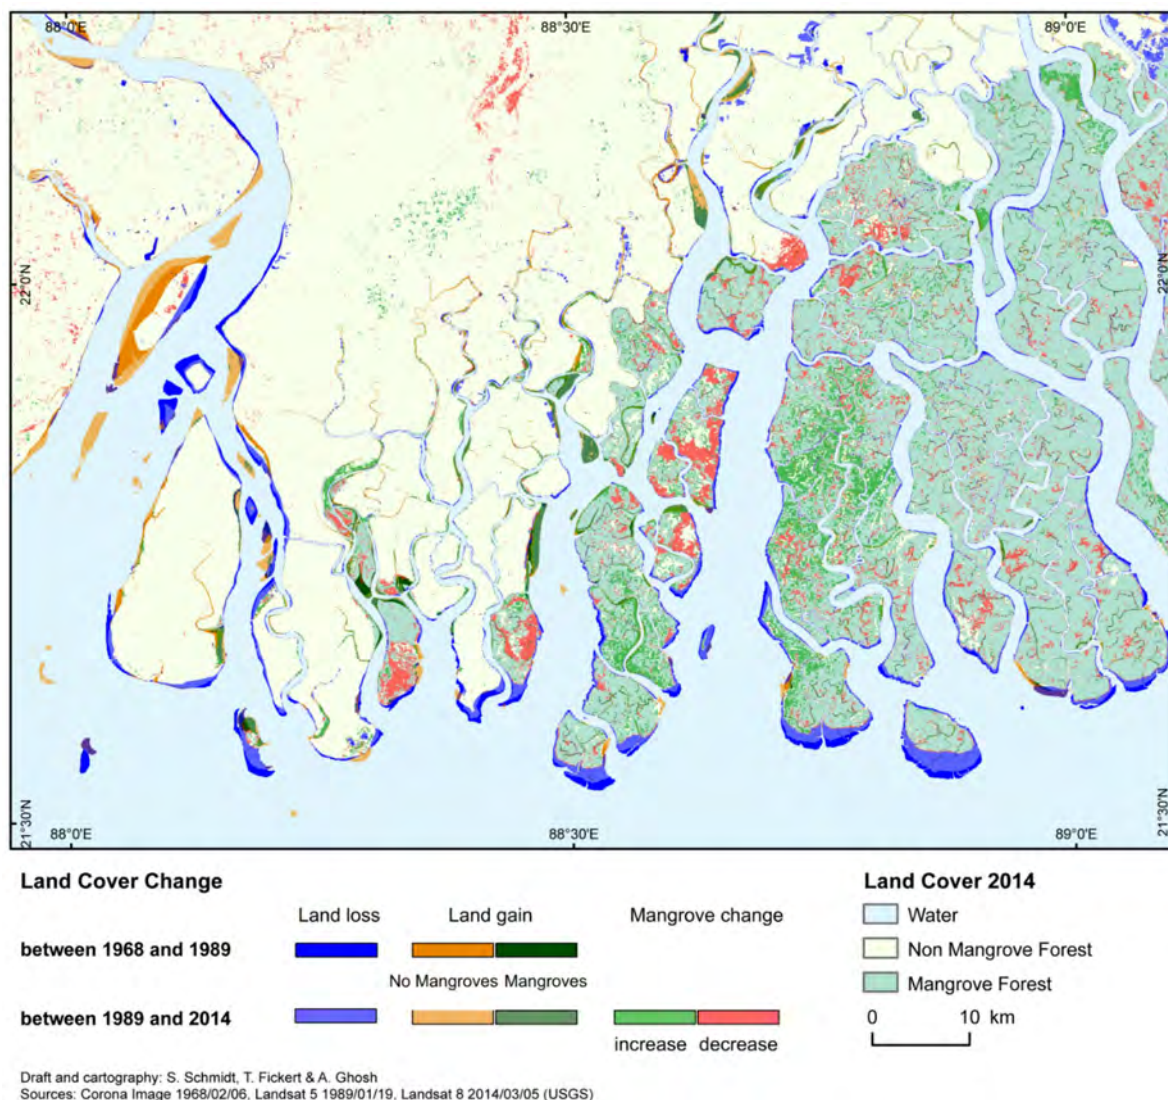 88°0'E 88°30'E 89°0'E
22°0'N 22°0'N
21°30'N 21°30'N
88°0'E 88°30'E 89°0'E
Land Cover Change Land Cover 2014
Land loss Land gain Mangrove change Water
between 1968 and 1989 Non Mangrove Forest
No Mangroves Mangroves Mangrove Forest
between 1989 and 2014 0 10 km
increase decrease
Draft and cartography: S. Schmidt, T. Fickert & A. Ghosh
Sources: Corona Image 1968/02/06, Landsat 5 1989/01/19, Landsat 8 2014/03/05 (USGS)